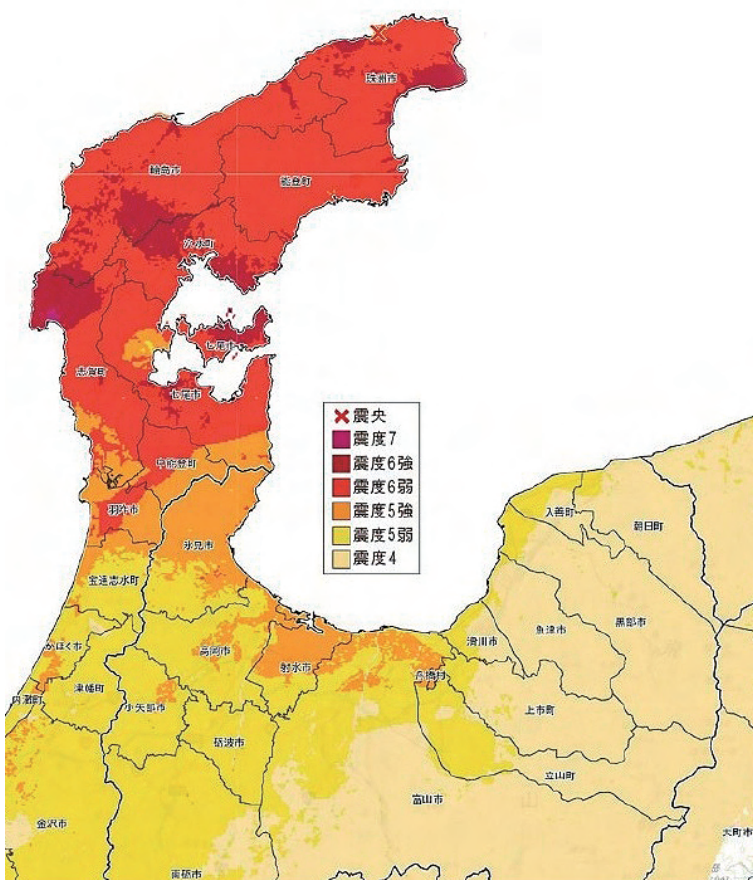 珠洲市
輪島市
能登町
穴水町
七尾市
志賀町
七尾市
中能登町
羽咋市
氷見市
宝達志水町
かほく市
高岡市
射水市
津幡町
内灘町
小矢部市
砺波市
金沢市
南砺市
震央
震度7
震度6強
震度6弱
震度5強
震度5弱
震度4
入善町
朝日町
黒部市
魚津市
滑川市
舟橋村
上市町
立山町
富山市
大町市